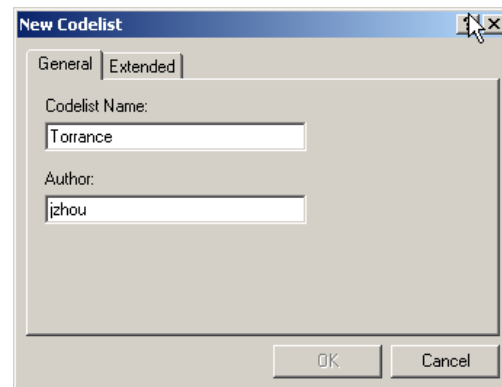 New Codelist
General Extended
Codelist Name:
Torrance
Author:
jzhou
OK Cancel